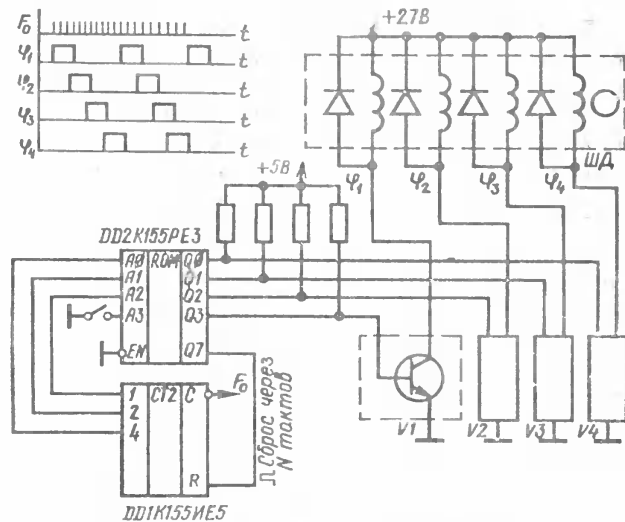 F₀ t
φ₁ t
φ₂ t
φ₃ t
φ₄ t
+27В
ШД
φ₁ φ₂ φ₃ φ₄
+5В
DD2 К155РЕ3
A0 ROM Q0
A1 Q1
A2 Q2
A3 Q3
EN Q7
1 CT2 C F₀
2
4
R
Сброс через
N тактов
V1 V2 V3 V4
DD1 К155ИЕ5